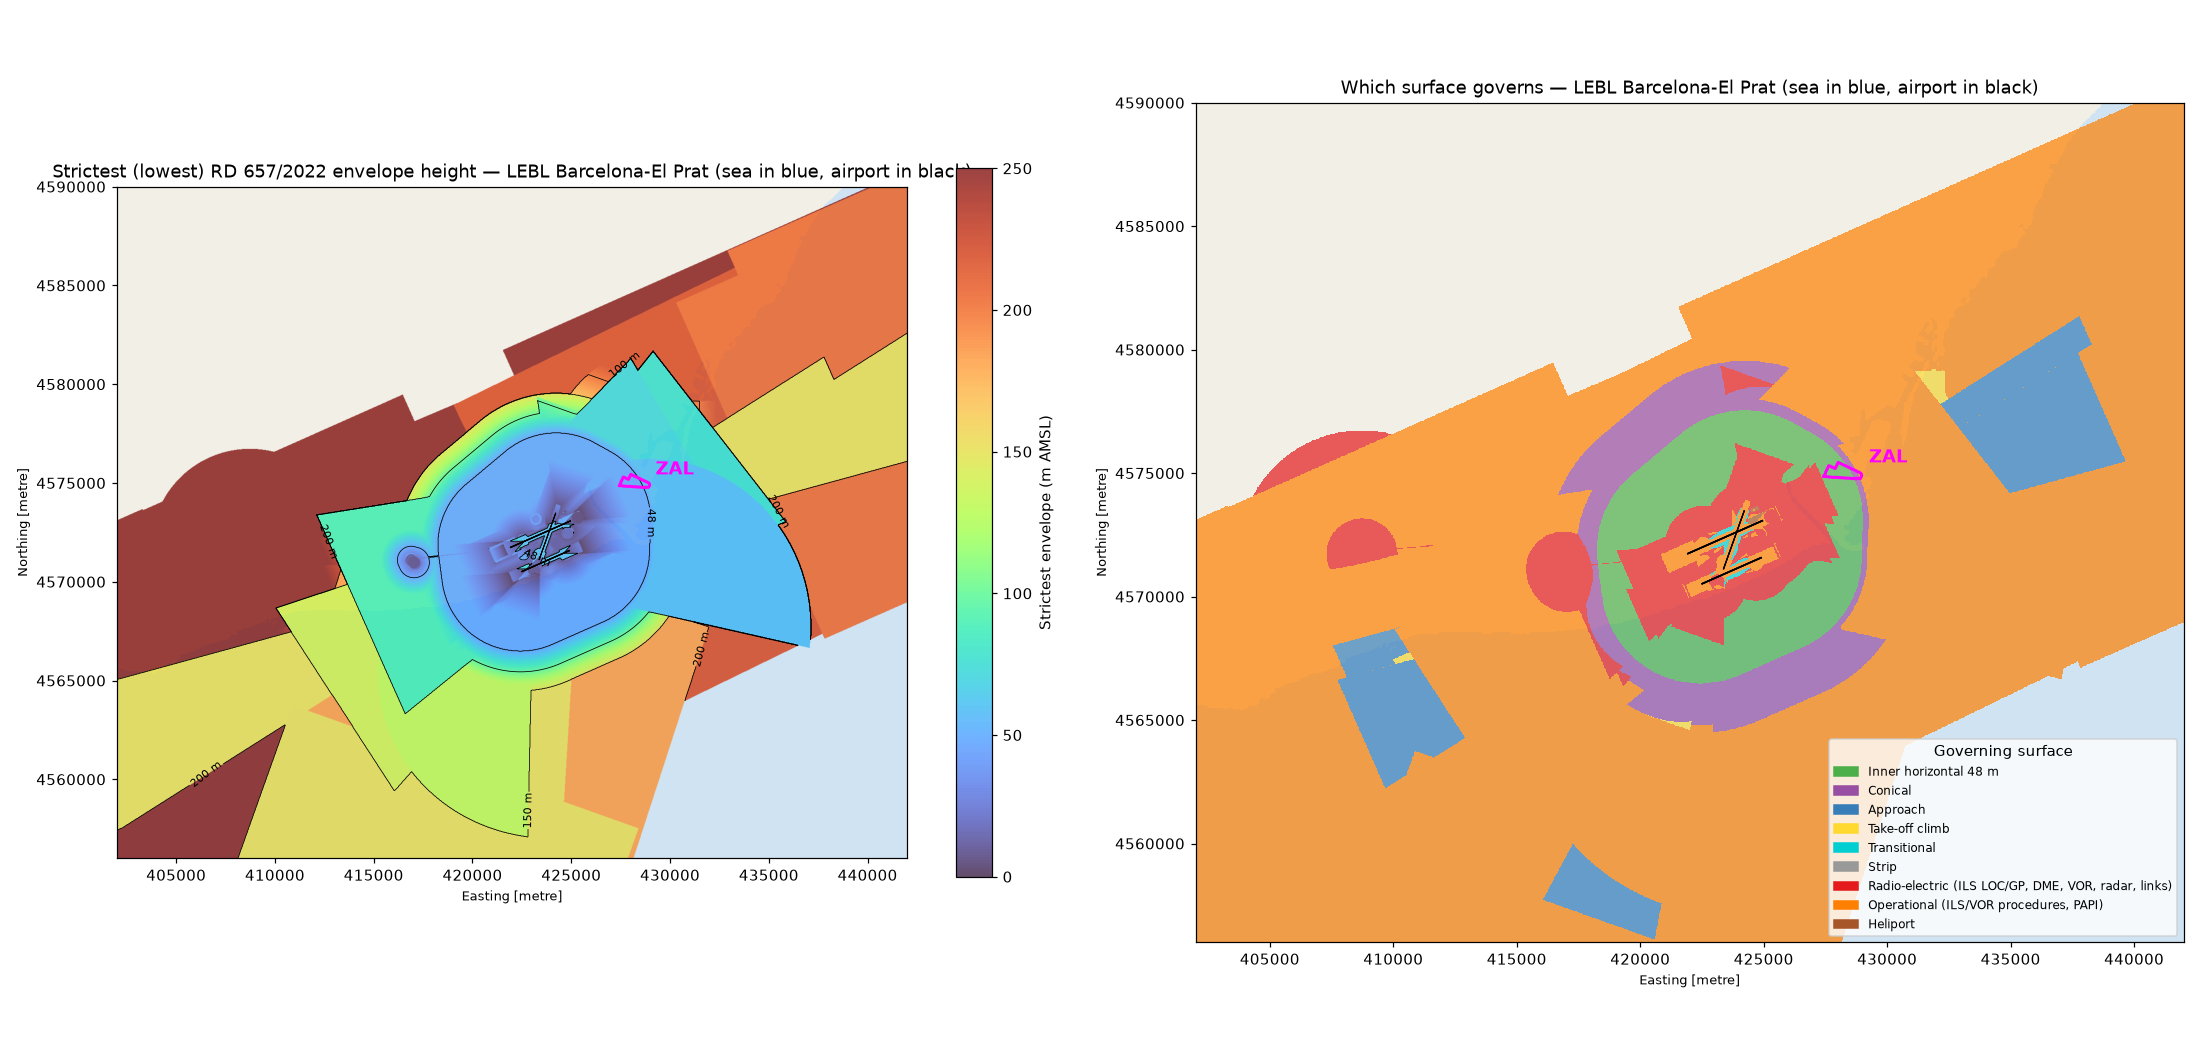 Strictest (lowest) RD 657/2022 envelope height — LEBL Barcelona-El Prat (sea in blue, airport in blac
4590000
4585000
4580000
4575000
4570000
4565000
4560000
Northing [metre]
405000 410000 415000 420000 425000 430000 435000 440000
Easting [metre]
100 m
ZAL
200 m
200 m
48 m
200 m
200 m
150 m
250
200
150
100
50
0
Strictest envelope (m AMSL)
Which surface governs — LEBL Barcelona-El Prat (sea in blue, airport in black)
4590000
4585000
4580000
4575000
4570000
4565000
4560000
Northing [metre]
ZAL
Governing surface
Inner horizontal 48 m
Conical
Approach
Take-off climb
Transitional
Strip
Radio-electric (ILS LOC/GP, DME, VOR, radar, links)
Operational (ILS/VOR procedures, PAPI)
Heliport
405000 410000 415000 420000 425000 430000 435000 440000
Easting [metre]